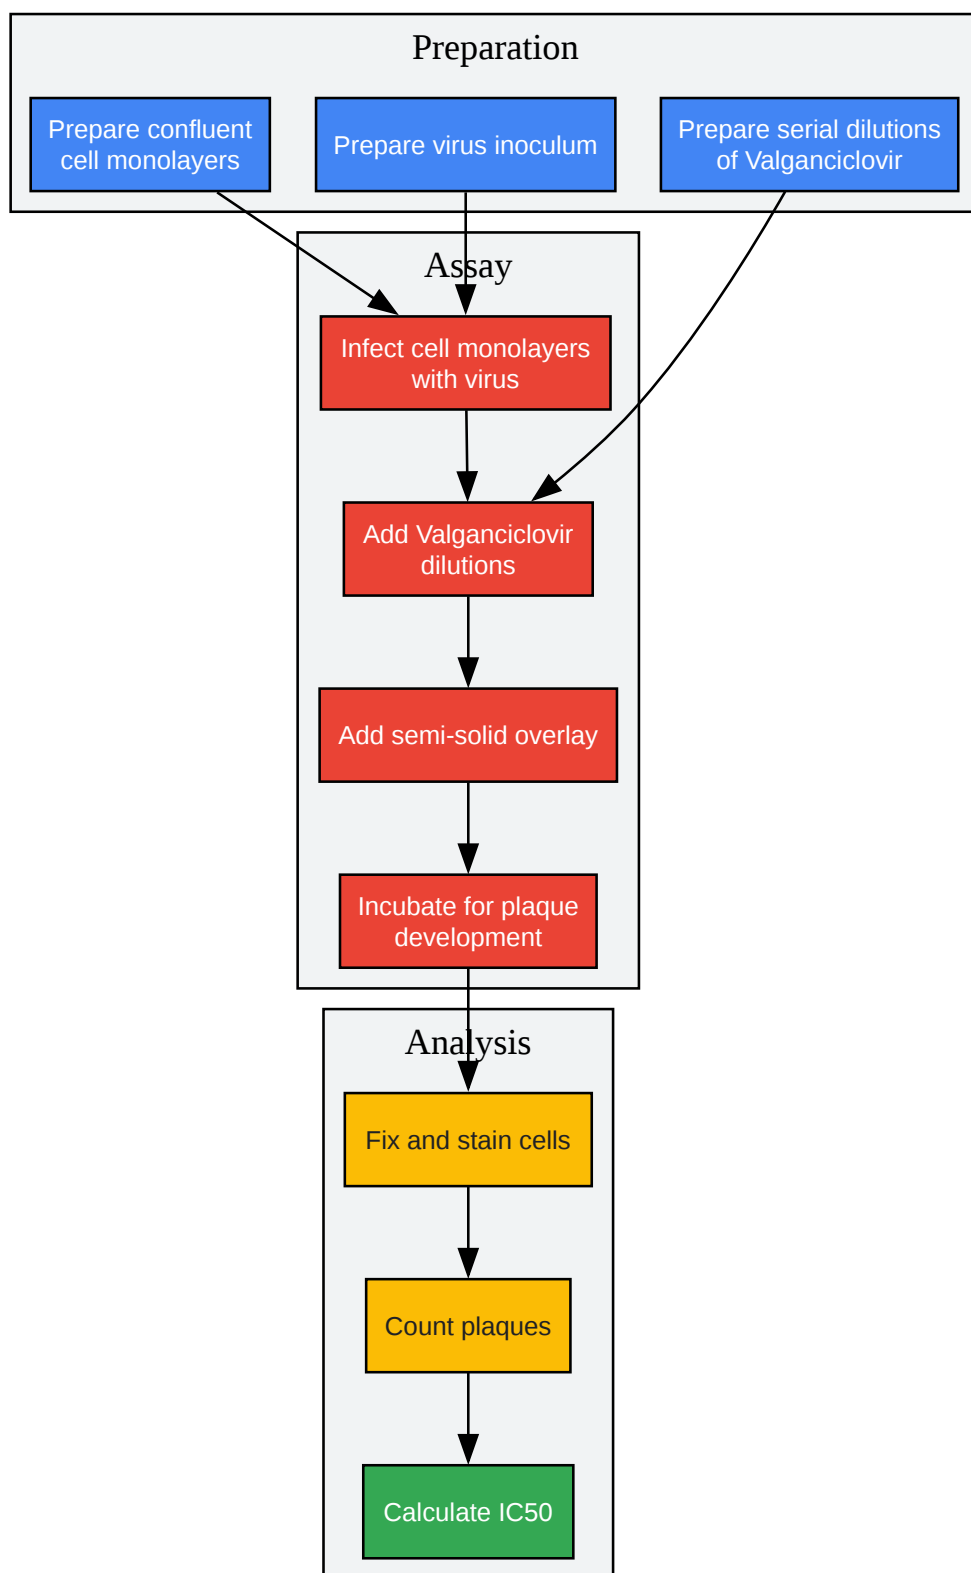 Preparation
Prepare confluent
cell monolayers
Prepare virus inoculum
Prepare serial dilutions
of Valganciclovir
Assay
Infect cell monolayers
with virus
Add Valganciclovir
dilutions
Add semi-solid overlay
Incubate for plaque
development
Analysis
Fix and stain cells
Count plaques
Calculate IC50